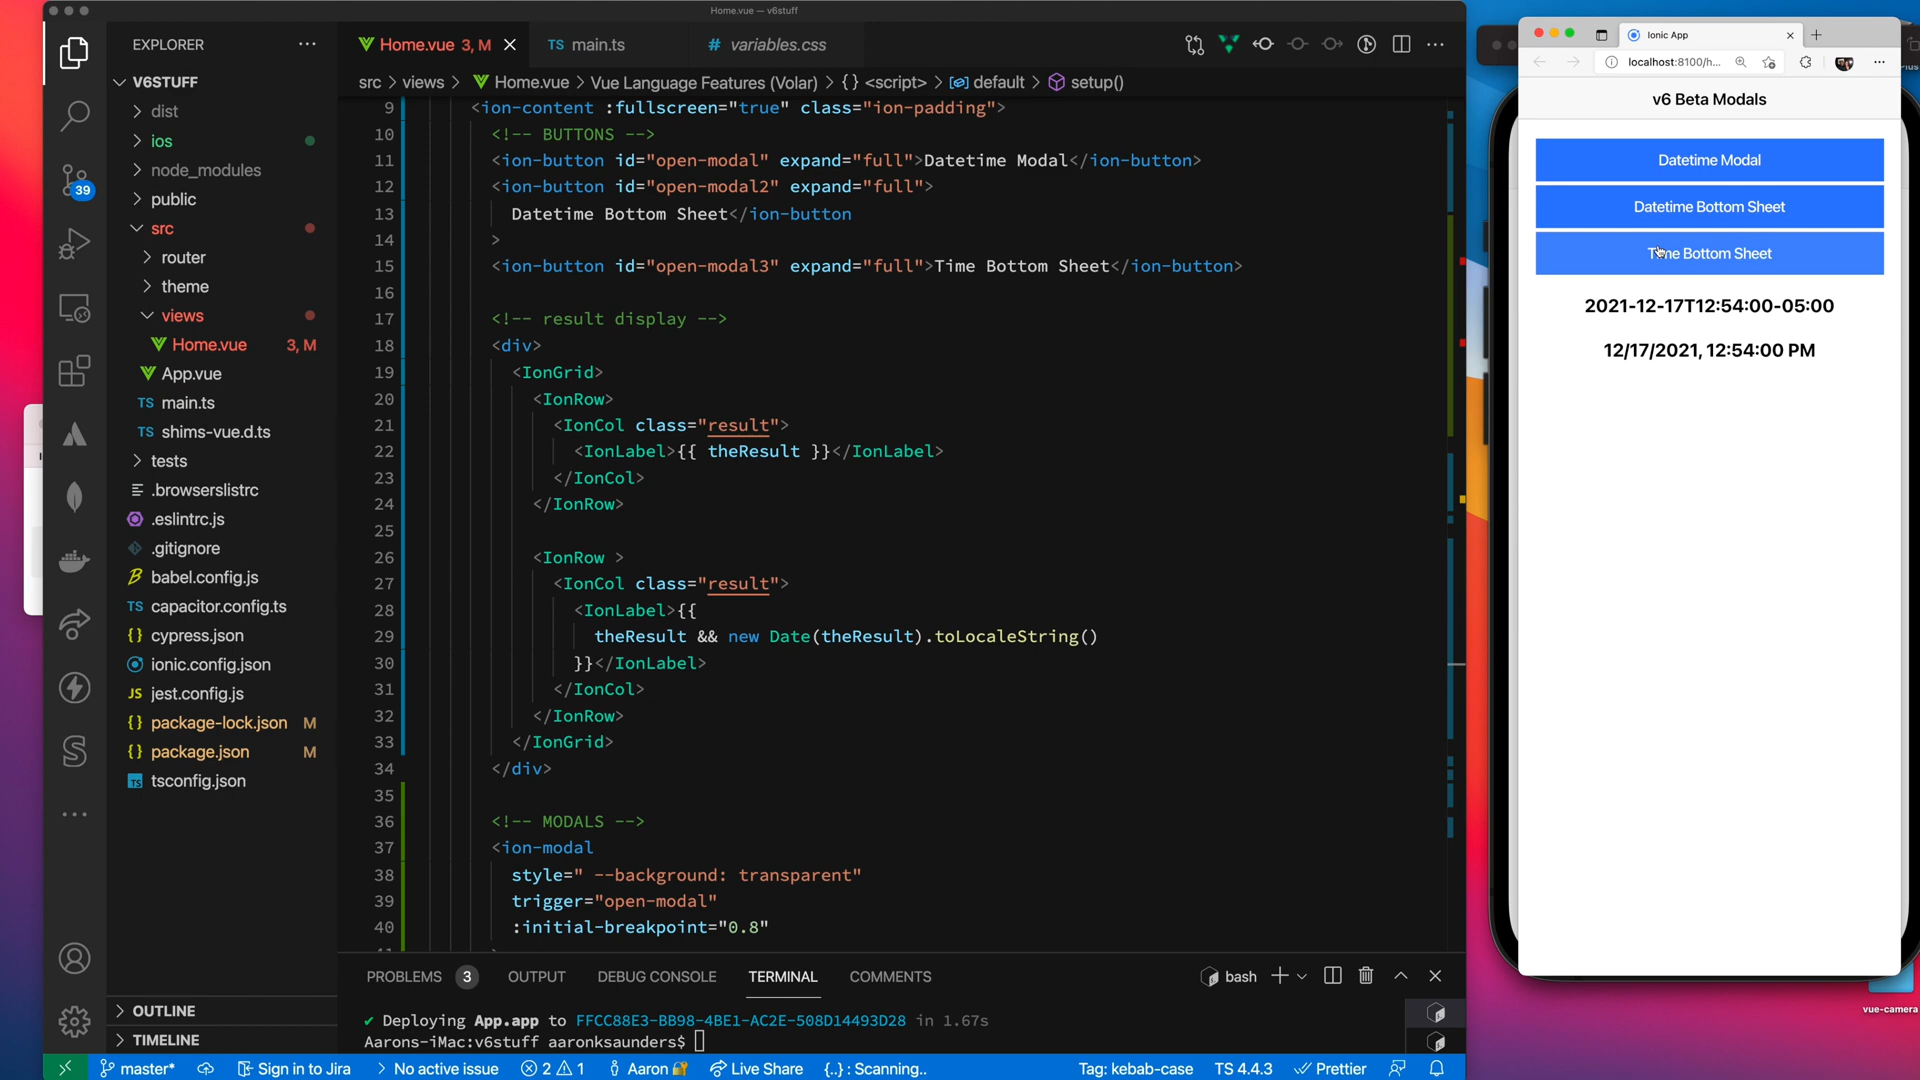 Home.vue — v6stuff
EXPLORER
V6STUFF
dist
ios
node_modules
public
src
router
theme
views
Home.vue 3, M
App.vue
TS main.ts
TS shims-vue.d.ts
tests
.browserslistrc
.eslintrc.js
.gitignore
babel.config.js
TS capacitor.config.ts
{} cypress.json
ionic.config.json
JS jest.config.js
{} package-lock.json M
{} package.json M
TS tsconfig.json
OUTLINE
TIMELINE
39
Home.vue 3, M
TS main.ts
# variables.css
src > views > Home.vue > Vue Language Features (Volar) > {} <script> > default > setup()
9 <ion-content :fullscreen="true" class="ion-padding">
10 <!-- BUTTONS -->
11 <ion-button id="open-modal" expand="full">Datetime Modal</ion-button>
12 <ion-button id="open-modal2" expand="full">
13 Datetime Bottom Sheet</ion-button
14 >
15 <ion-button id="open-modal3" expand="full">Time Bottom Sheet</ion-button>
16
17 <!-- result display -->
18 <div>
19 <IonGrid>
20 <IonRow>
21 <IonCol class="result">
22 <IonLabel>{{ theResult }}</IonLabel>
23 </IonCol>
24 </IonRow>
25
26 <IonRow >
27 <IonCol class="result">
28 <IonLabel>{{
29 theResult && new Date(theResult).toLocaleString()
30 }}</IonLabel>
31 </IonCol>
32 </IonRow>
33 </IonGrid>
34 </div>
35
36 <!-- MODALS -->
37 <ion-modal
38 style=" --background: transparent"
39 trigger="open-modal"
40 :initial-breakpoint="0.8"
PROBLEMS 3 OUTPUT DEBUG CONSOLE TERMINAL COMMENTS
bash
✔ Deploying App.app to FFCC88E3-BB98-4BE1-AC2E-508D14493D28 in 1.67s
Aarons-iMac:v6stuff aaronksaunders$
master*
Sign in to Jira
No active issue
2 1
Aaron
Live Share
{..} : Scanning..
Tag: kebab-case
TS 4.4.3
Prettier
Ionic App
localhost:8100/h...
v6 Beta Modals
Datetime Modal
Datetime Bottom Sheet
Time Bottom Sheet
2021-12-17T12:54:00-05:00
12/17/2021, 12:54:00 PM
vue-camera